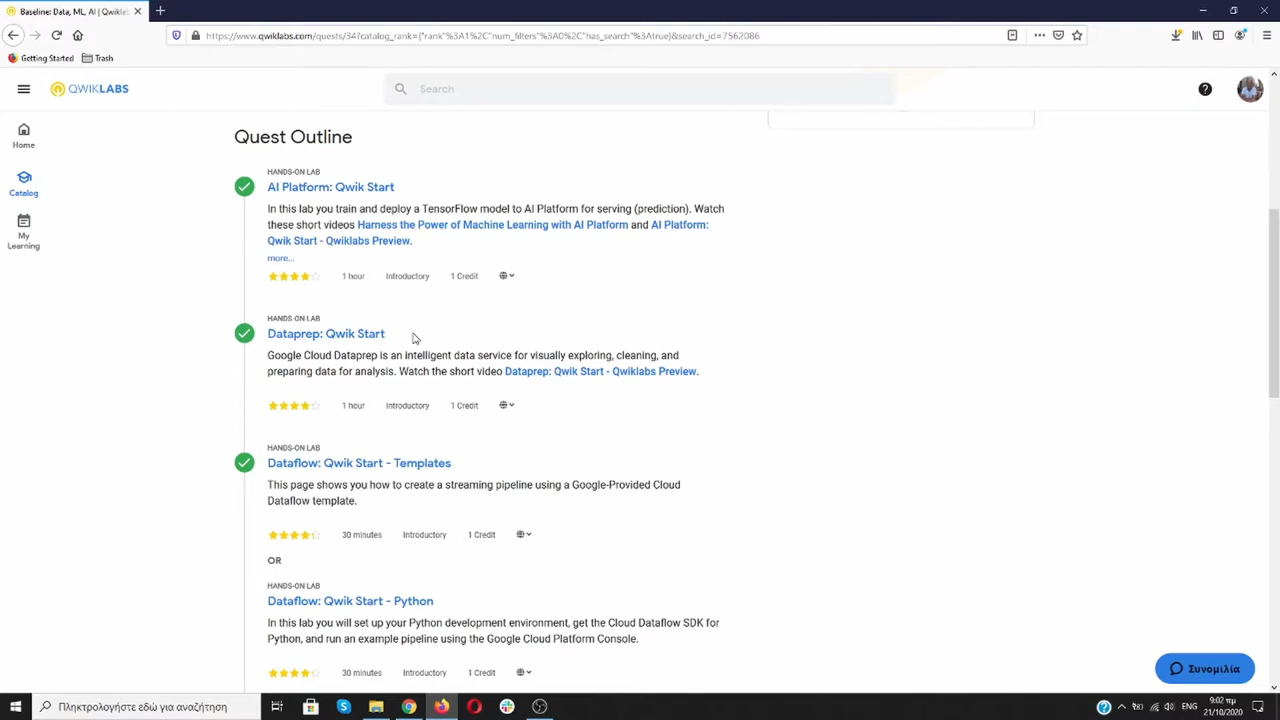 Baseline: Data, ML, AI | Qwiklabs
https://www.qwiklabs.com/quests/34?catalog_rank={"rank"%3A1%2C"num_filters"%3A0%2C"has_search"%3Atrue}&search_id=7562086
Getting Started Trash
QWIKLABS
Search
Home
Catalog
My
Learning
Quest Outline
HANDS-ON LAB
AI Platform: Qwik Start
In this lab you train and deploy a TensorFlow model to AI Platform for serving (prediction). Watch
these short videos Harness the Power of Machine Learning with AI Platform and AI Platform:
Qwik Start - Qwiklabs Preview.
more...
1 hour Introductory 1 Credit
HANDS-ON LAB
Dataprep: Qwik Start
Google Cloud Dataprep is an intelligent data service for visually exploring, cleaning, and
preparing data for analysis. Watch the short video Dataprep: Qwik Start - Qwiklabs Preview.
1 hour Introductory 1 Credit
HANDS-ON LAB
Dataflow: Qwik Start - Templates
This page shows you how to create a streaming pipeline using a Google-Provided Cloud
Dataflow template.
30 minutes Introductory 1 Credit
OR
HANDS-ON LAB
Dataflow: Qwik Start - Python
In this lab you will set up your Python development environment, get the Cloud Dataflow SDK for
Python, and run an example pipeline using the Google Cloud Platform Console.
30 minutes Introductory 1 Credit
Συνομιλία
Πληκτρολογήστε εδώ για αναζήτηση
ENG
9:02 πμ
21/10/2020